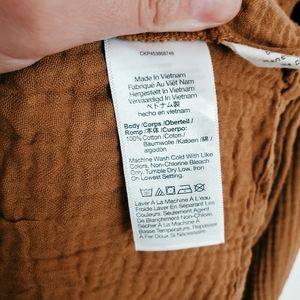 CKP453868746
Made In Vietnam
Fabriqué Au Viêt Nam
Hergestellt In Vietnam
Vervaardigd In Vietnam
ベトナム製
hecho en vietnam
Body /Corps /Oberteil /
Romp /本体 /Cuerpo:
100% Cotton /Coton /
Baumwolle /Katoen /綿 /
algodón
Machine Wash Cold With Like
Colors. Non-Chlorine Bleach
Only. Tumble Dry Low. Iron
On Lowest Setting.
Laver À La Machine À L'eau
Froide.Laver En Séparant Les
Couleurs. Seulement Agent
De Blanchiment Non-Chlore.
Sécher À La Machine À
Basse Temperature. Repasser
À Fer Doux Si Nécessaire.